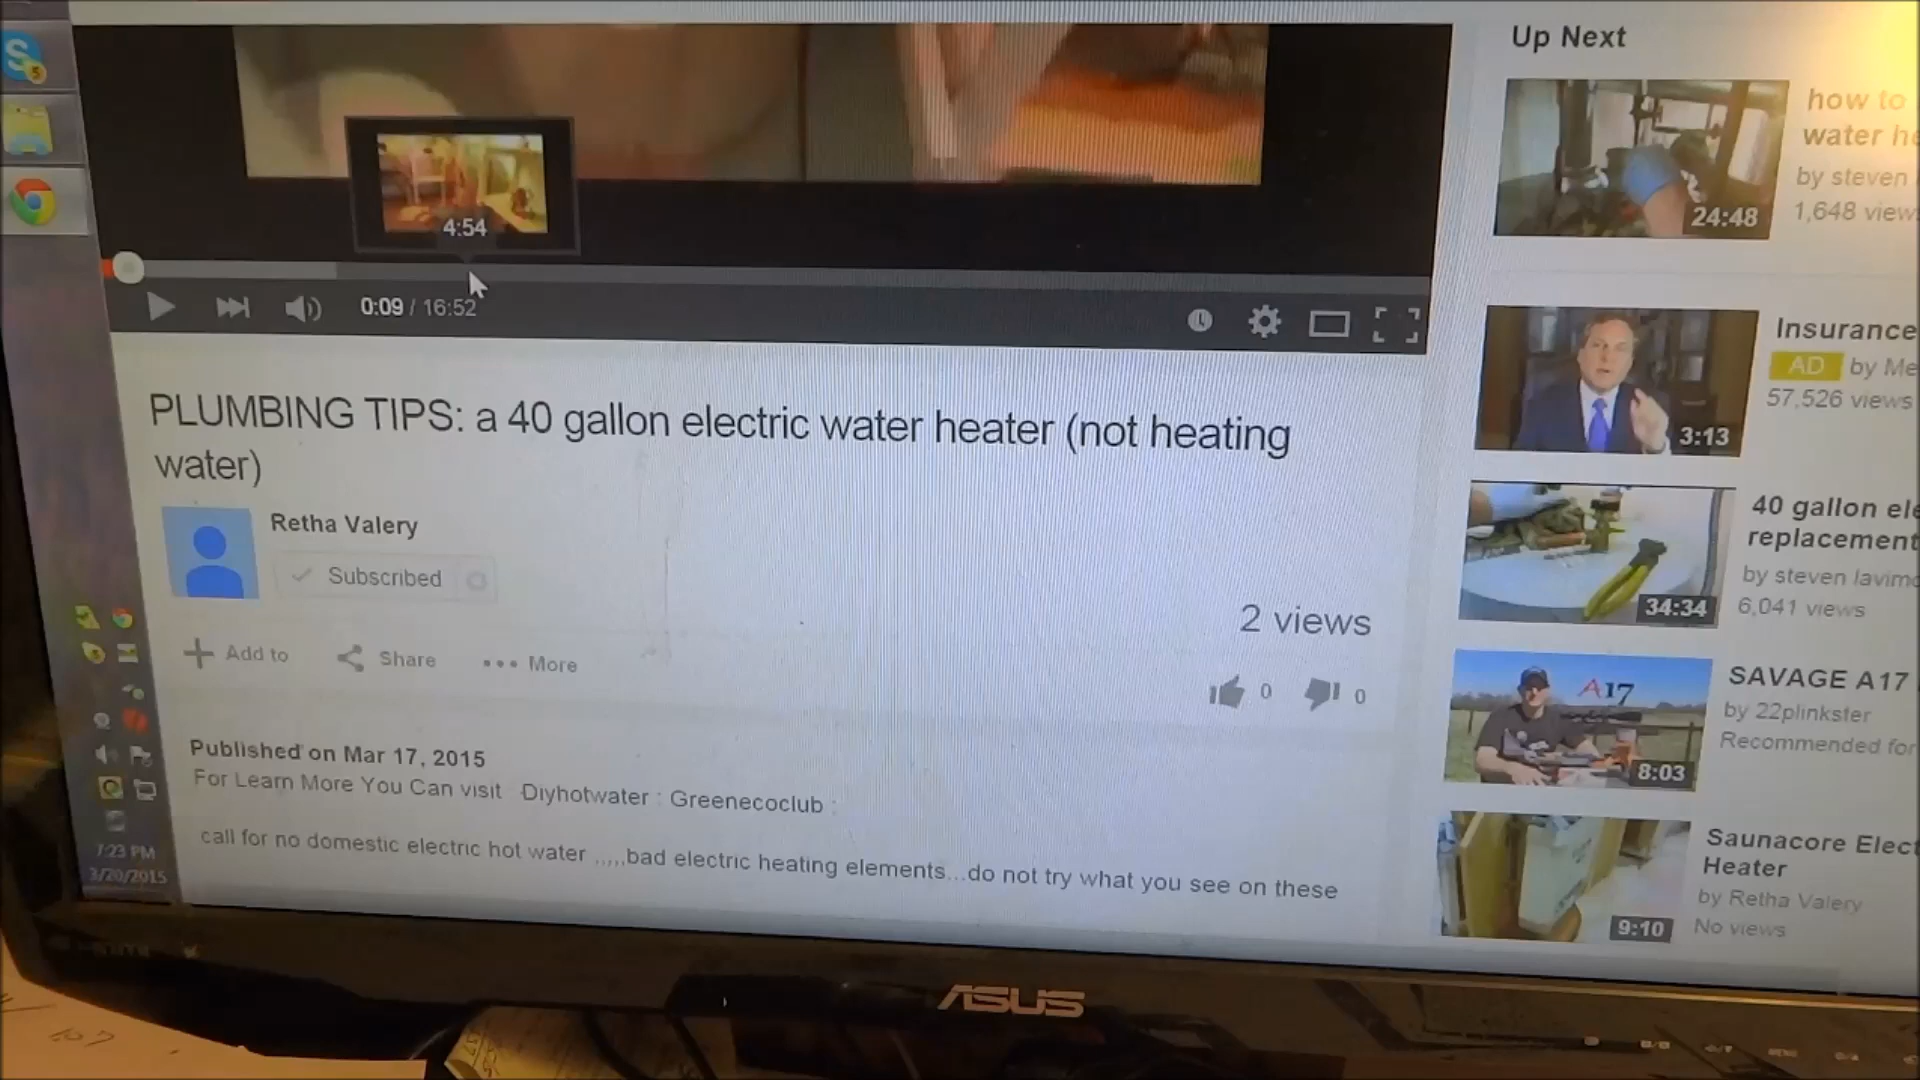 Up Next
how to
water he
by steven
1,648 views
24:48
4:54
0:09 / 16:52
Insurance
AD by Me
57,526 views
3:13
PLUMBING TIPS: a 40 gallon electric water heater (not heating
water)
Retha Valery
Subscribed
40 gallon ele
replacement
by steven lavimo
6,041 views
34:34
2 views
Add to
Share
More
0
0
SAVAGE A17
by 22plinkster
Recommended for
A17
8:03
Published on Mar 17, 2015
For Learn More You Can visit Diyhotwater : Greenecoclub :
call for no domestic electric hot water .....bad electric heating elements...do not try what you see on these
Saunacore Elect
Heater
by Retha Valery
No views
9:10
7:23 PM
3/20/2015
ASUS